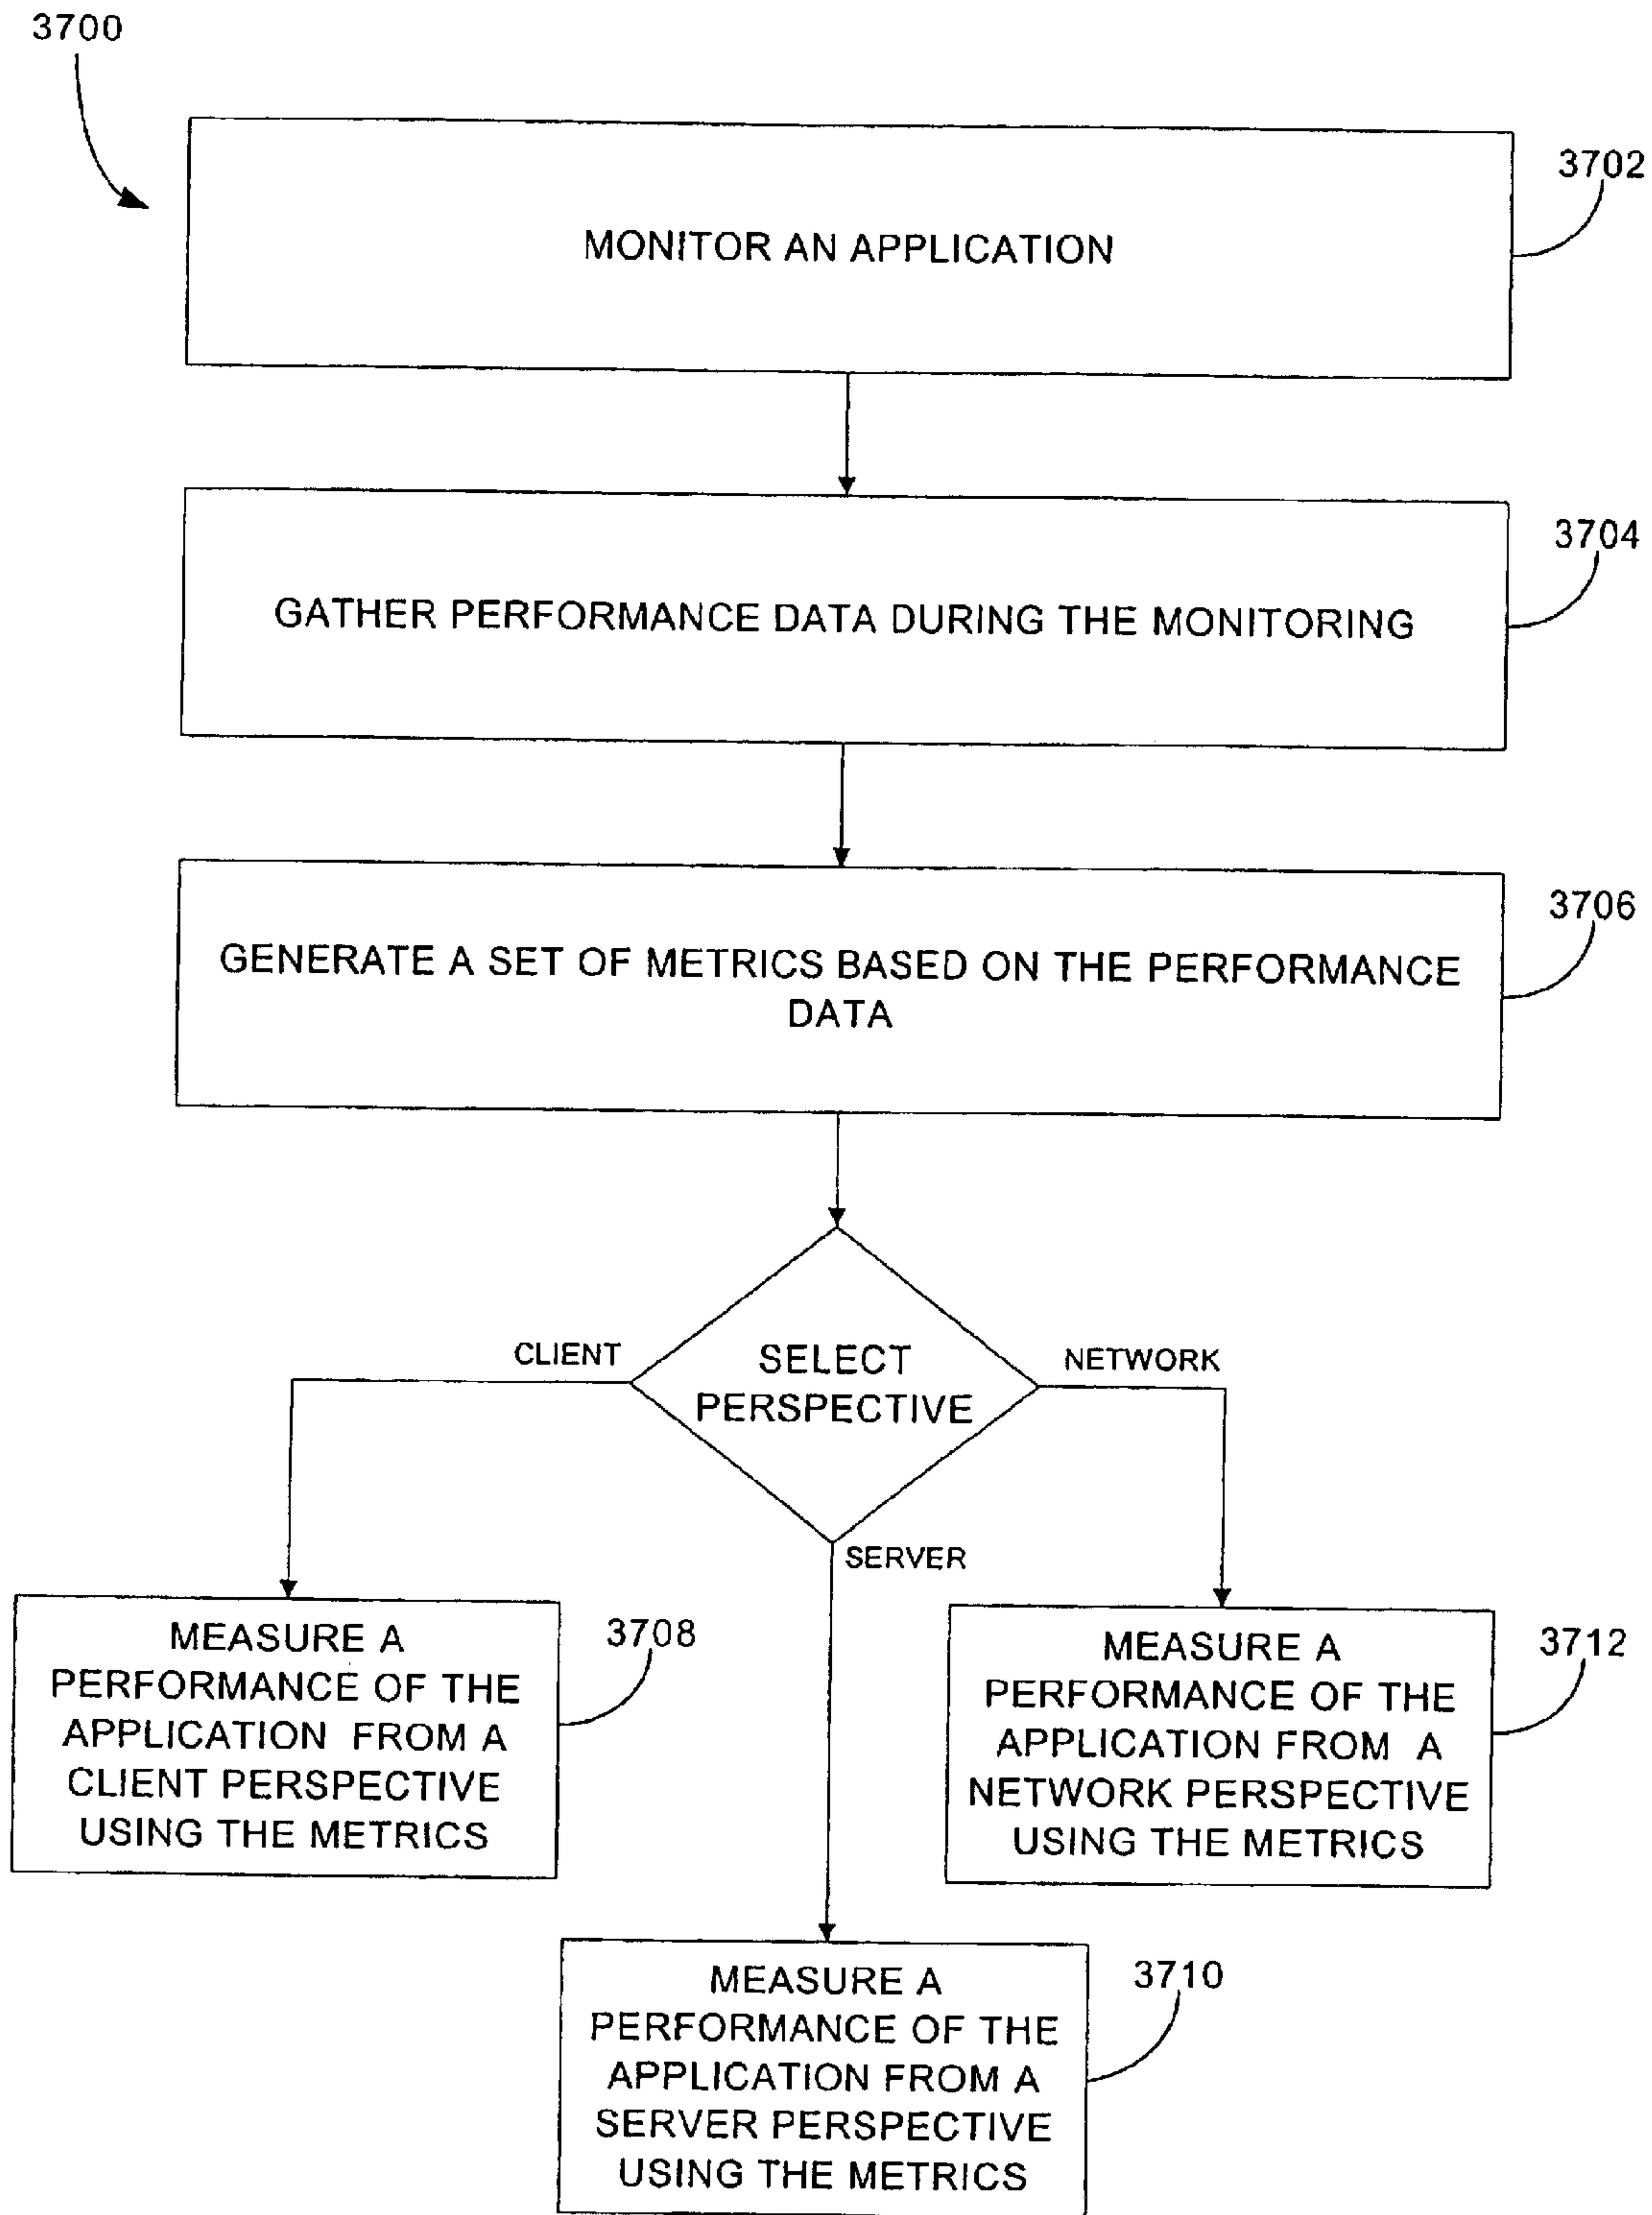 3700
3702
MONITOR AN APPLICATION
3704
GATHER PERFORMANCE DATA DURING THE MONITORING
3706
GENERATE A SET OF METRICS BASED ON THE PERFORMANCE
DATA
CLIENT
SELECT
PERSPECTIVE
NETWORK
SERVER
MEASURE A
PERFORMANCE OF THE
APPLICATION FROM A
CLIENT PERSPECTIVE
USING THE METRICS
3708
MEASURE A
PERFORMANCE OF THE
APPLICATION FROM A
NETWORK PERSPECTIVE
USING THE METRICS
3712
MEASURE A
PERFORMANCE OF THE
APPLICATION FROM A
SERVER PERSPECTIVE
USING THE METRICS
3710